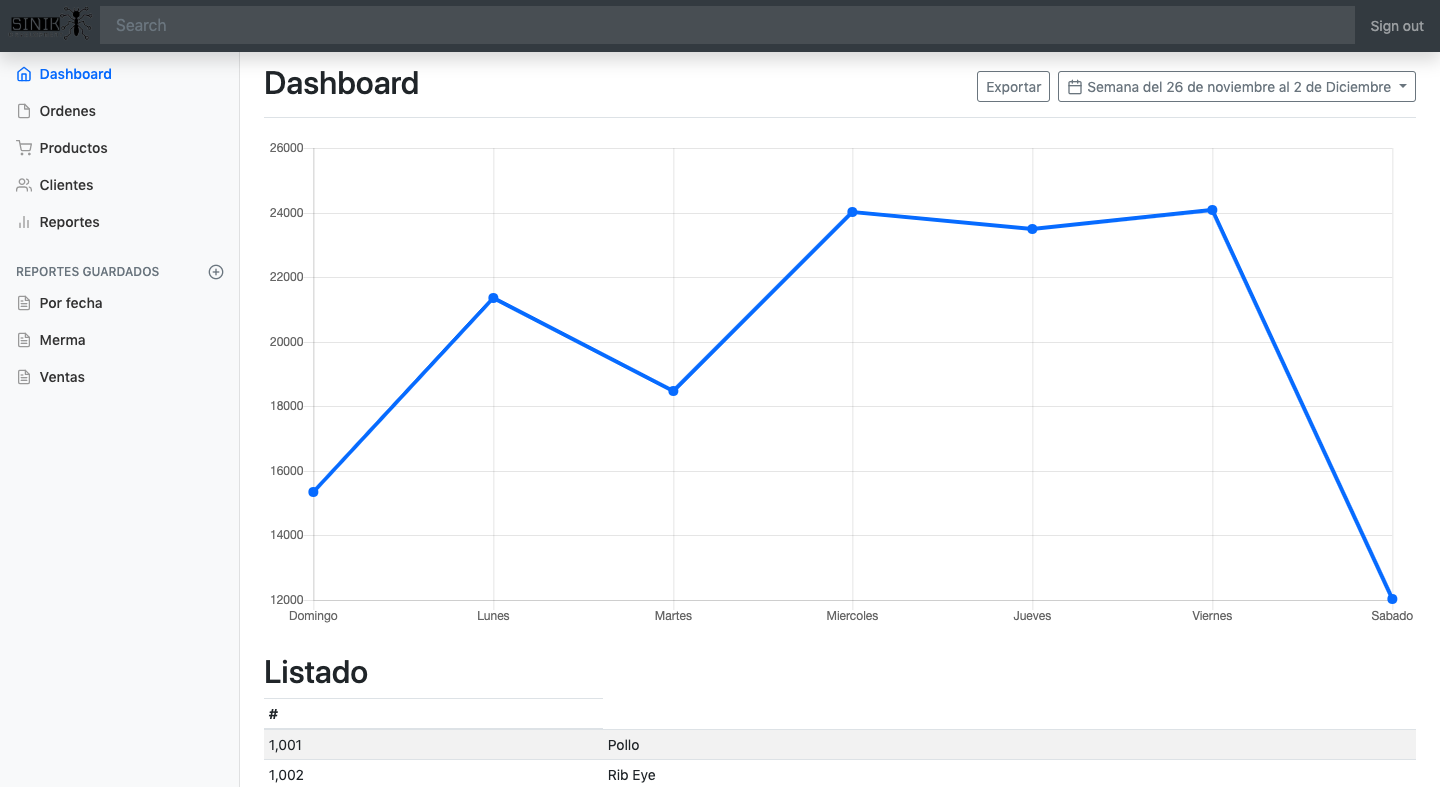 SINIK
Search
Sign out
Dashboard
Ordenes
Productos
Clientes
Reportes
REPORTES GUARDADOS
Por fecha
Merma
Ventas
Dashboard
Exportar
Semana del 26 de noviembre al 2 de Diciembre
26000
24000
22000
20000
18000
16000
14000
12000
Domingo Lunes Martes Miercoles Jueves Viernes Sabado
Listado
#
1,001 Pollo
1,002 Rib Eye